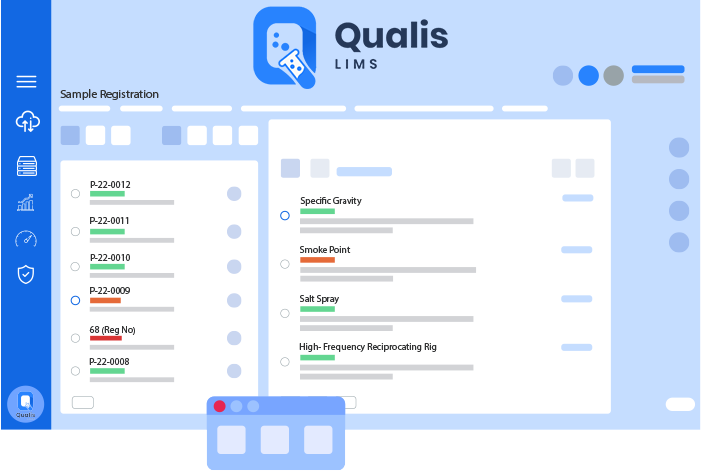 Qualis
LIMS
Sample Registration
P-22-0012
P-22-0011
P-22-0010
P-22-0009
68 (Reg No)
P-22-0008
Specific Gravity
Smoke Point
Salt Spray
High- Frequency Reciprocating Rig
Qualis